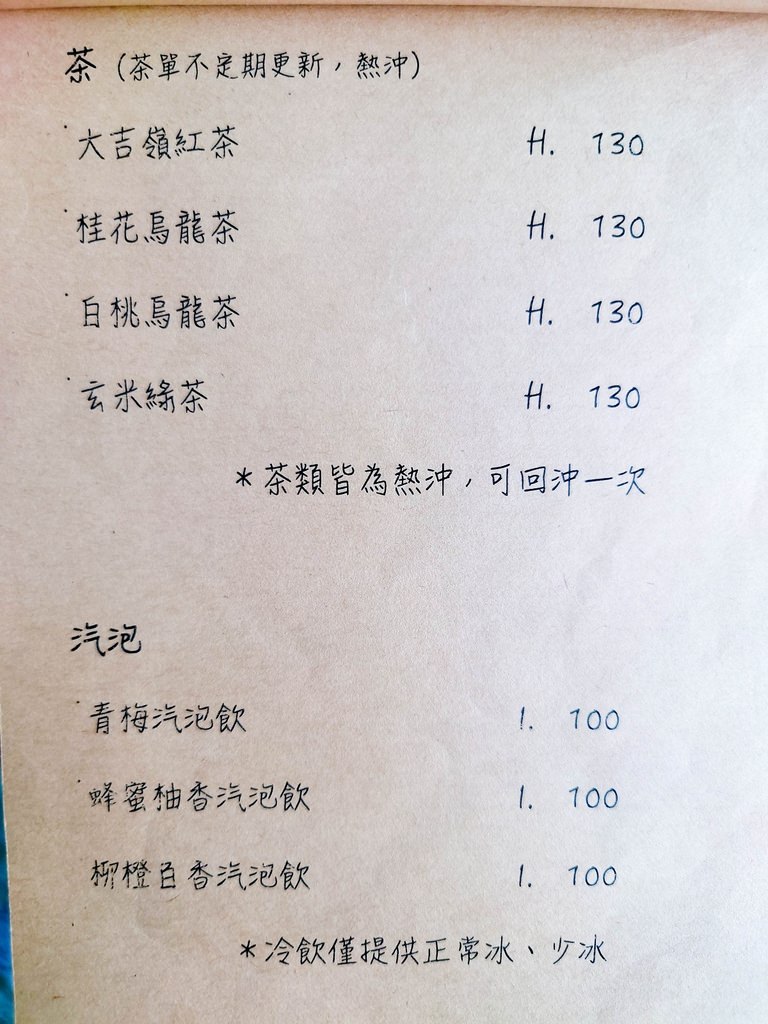 茶 (茶單不定期更新，熱沖)
大吉嶺紅茶 H. 130
桂花烏龍茶 H. 130
白桃烏龍茶 H. 130
玄米綠茶 H. 130
*茶類皆為熱沖，可回沖一次
汽泡
青梅汽泡飲 I. 100
蜂蜜柚香汽泡飲 I. 100
柳橙百香汽泡飲 I. 100
*冷飲僅提供正常冰、少冰